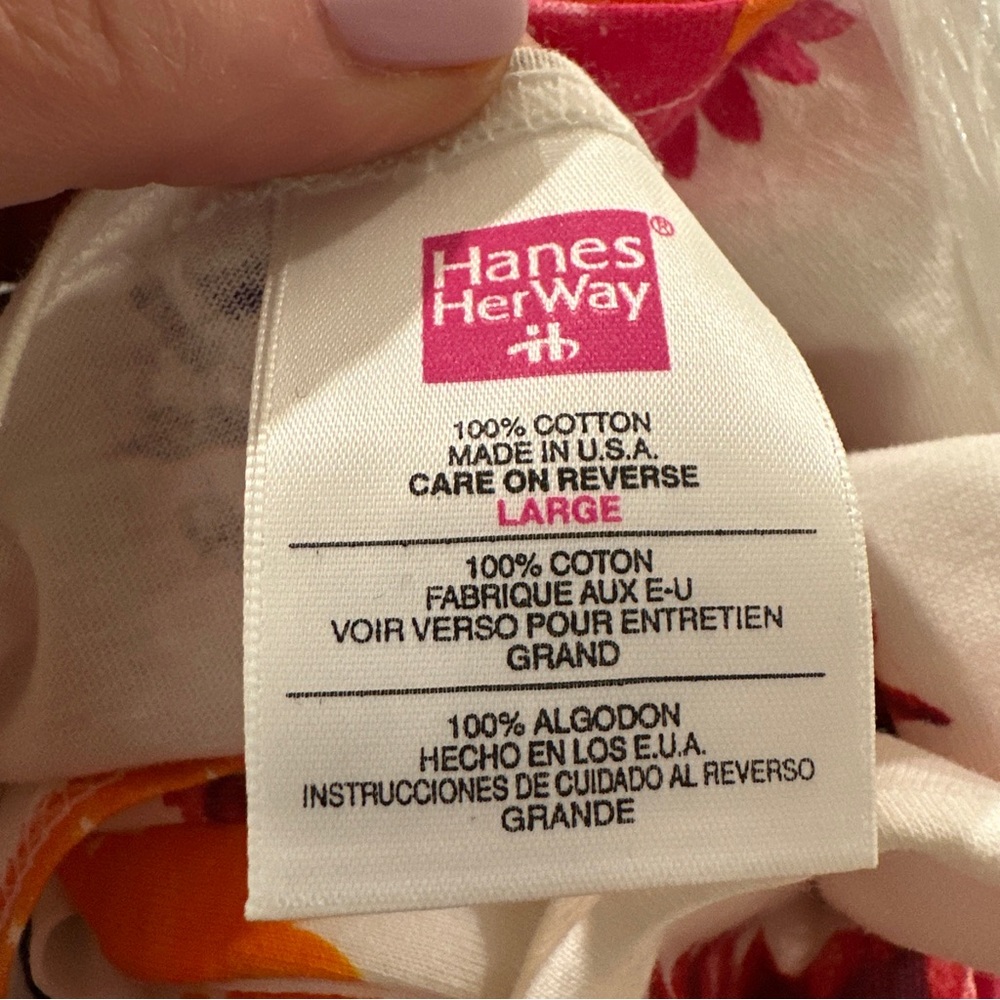 Hanes®
HerWay
100% COTTON
MADE IN U.S.A.
CARE ON REVERSE
LARGE
100% COTON
FABRIQUE AUX E-U
VOIR VERSO POUR ENTRETIEN
GRAND
100% ALGODON
HECHO EN LOS E.U.A.
INSTRUCCIONES DE CUIDADO AL REVERSO
GRANDE